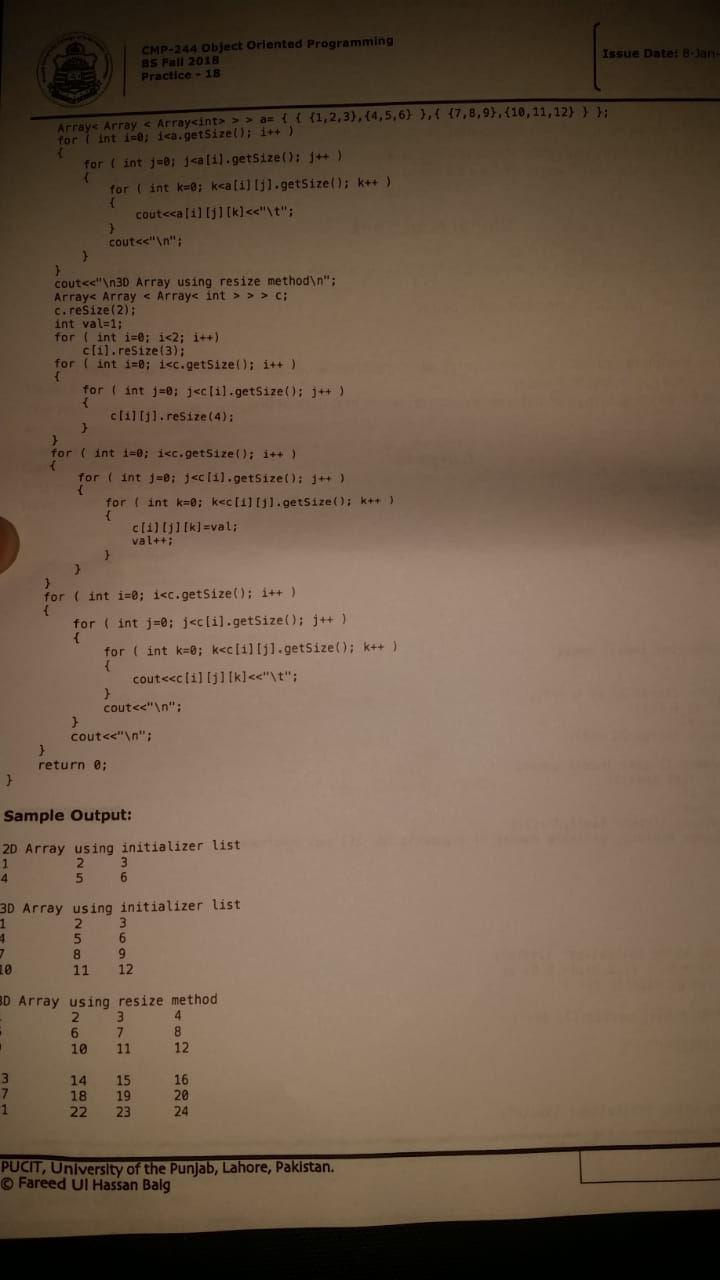 CMP-244 Object Oriented Programming
BS Fall 2018
Practice - 18
Issue Date: 8-Jan-
Array< Array < Array<int> > > a= { { {1,2,3},{4,5,6} },{ {7,8,9},{10,11,12} } };
for ( int i=0; i<a.getSize(); i++ )
{
for ( int j=0; j<a[i].getSize(); j++ )
{
for ( int k=0; k<a[i][j].getSize(); k++ )
{
cout<<a[i][j][k]<<"\t";
}
cout<<"\n";
}
}
cout<<"\n3D Array using resize method\n";
Array< Array < Array< int > > > c;
c.reSize(2);
int val=1;
for ( int i=0; i<2; i++)
c[i].reSize(3);
for ( int i=0; i<c.getSize(); i++ )
{
for ( int j=0; j<c[i].getSize(); j++ )
{
c[i][j].reSize(4);
}
}
for ( int i=0; i<c.getSize(); i++ )
{
for ( int j=0; j<c[i].getSize(); j++ )
{
for ( int k=0; k<c[i][j].getSize(); k++ )
{
c[i][j][k]=val;
val++;
}
}
}
for ( int i=0; i<c.getSize(); i++ )
{
for ( int j=0; j<c[i].getSize(); j++ )
{
for ( int k=0; k<c[i][j].getSize(); k++ )
{
cout<<c[i][j][k]<<"\t";
}
cout<<"\n";
}
cout<<"\n";
}
return 0;
}
Sample Output:
2D Array using initializer list
1 2 3
4 5 6
3D Array using initializer list
1 2 3
4 5 6
7 8 9
10 11 12
3D Array using resize method
2 3 4
6 7 8
10 11 12
3 14 15 16
7 18 19 20
1 22 23 24
PUCIT, University of the Punjab, Lahore, Pakistan.
© Fareed Ul Hassan Baig